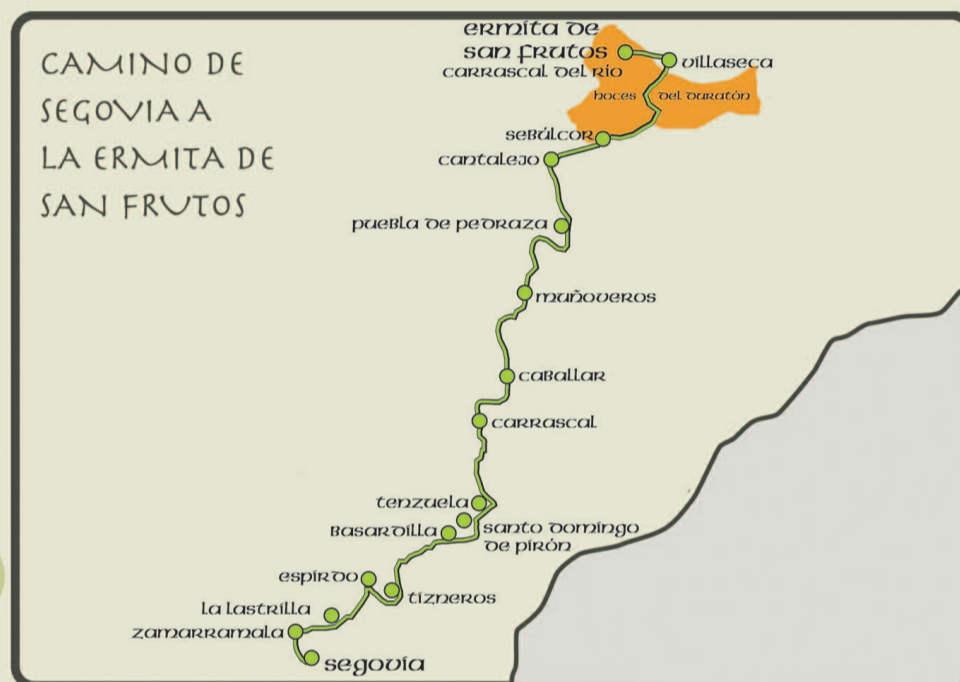 CAMINO DE
SEGOVIA A
LA ERMITA DE
SAN FRUTOS
ermita de
san frutos
carrascal del río
villaseca
hoces del duratón
sebúlcor
cantalejo
puebla de pedraza
muñoveros
caballar
carrascal
tenzuela
basardilla
santo domingo
de pirón
espirdo
tizneros
la lastrilla
zamarramala
segovia